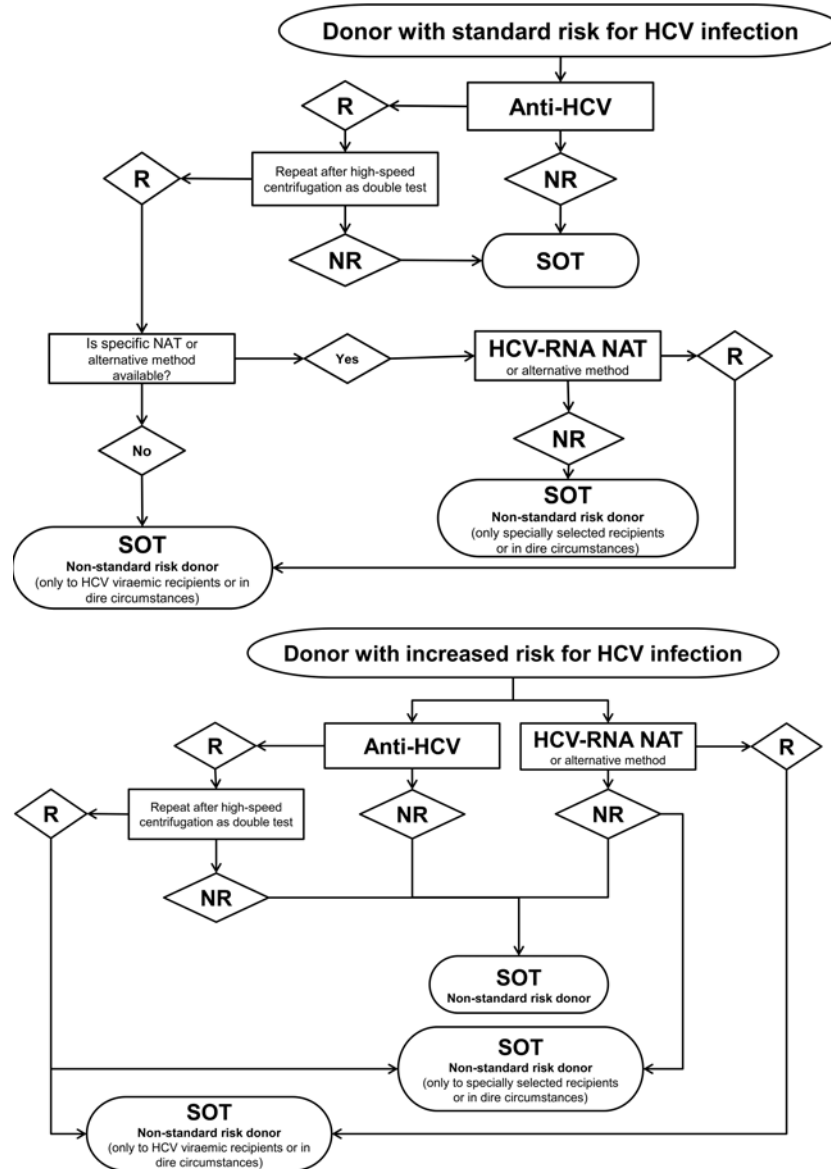 Donor with standard risk for HCV infection
R
Anti-HCV
R
Repeat after high-speed
centrifugation as double test
NR
NR
SOT
Is specific NAT or
alternative method
available?
Yes
HCV-RNA NAT
or alternative method
R
No
NR
SOT
Non-standard risk donor
(only specially selected recipients
or in dire circumstances)
SOT
Non-standard risk donor
(only to HCV viraemic recipients or in
dire circumstances)
Donor with increased risk for HCV infection
R
Anti-HCV
HCV-RNA NAT
or alternative method
R
R
Repeat after high-speed
centrifugation as double test
NR
NR
NR
SOT
Non-standard risk donor
SOT
Non-standard risk donor
(only to specially selected recipients
or in dire circumstances)
SOT
Non-standard risk donor
(only to HCV viraemic recipients or in
dire circumstances)